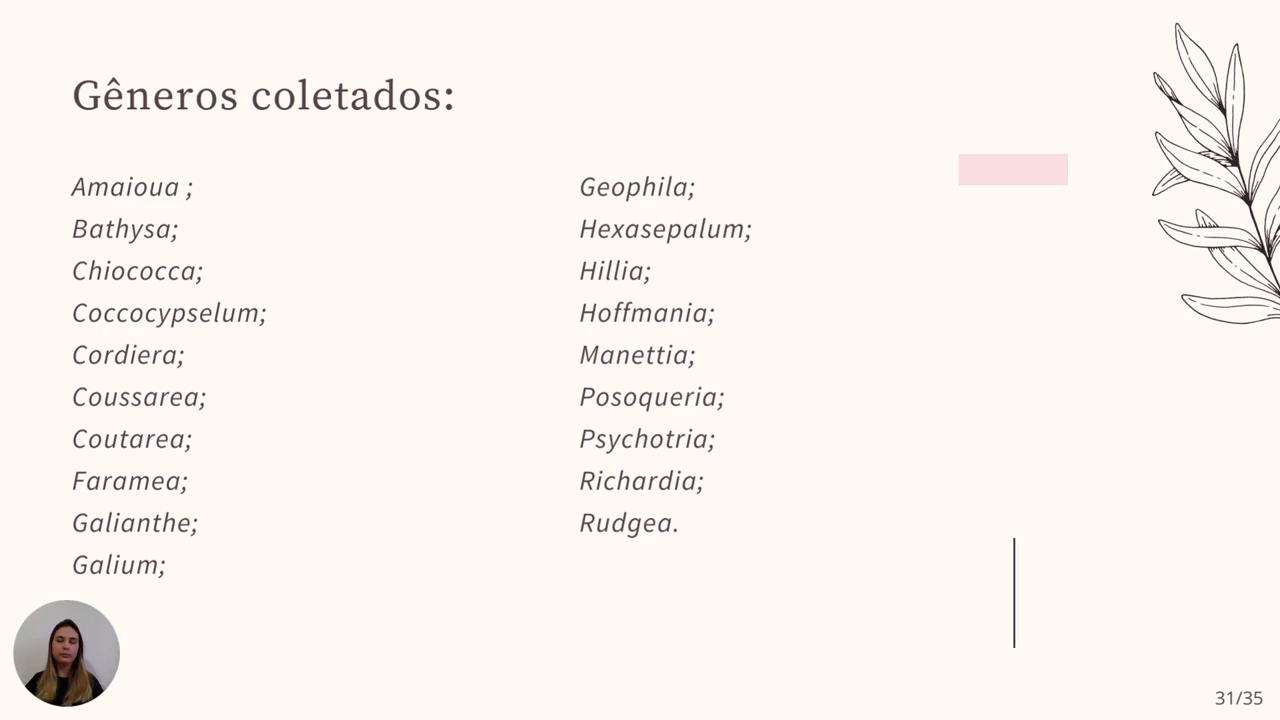 Gêneros coletados:
Amaioua ;
Bathysa;
Chiococca;
Coccocypselum;
Cordiera;
Coussarea;
Coutarea;
Faramea;
Galianthe;
Galium;
Geophila;
Hexasepalum;
Hillia;
Hoffmania;
Manettia;
Posoqueria;
Psychotria;
Richardia;
Rudgea.
31/35